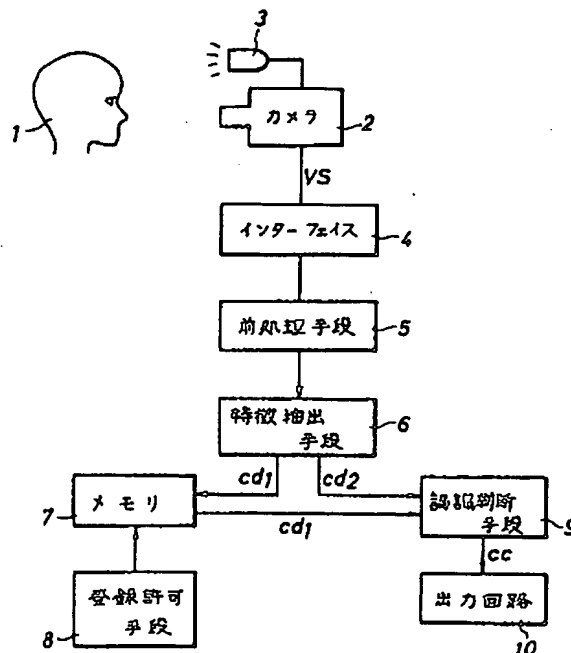 3
カメラ
1
2
VS
インターフェイス
4
前処理手段
5
特徴抽出
手段
6
cd1
cd2
7
メモリ
cd1
認識判断
手段
9
cc
登録許可
手段
8
出力回路
10